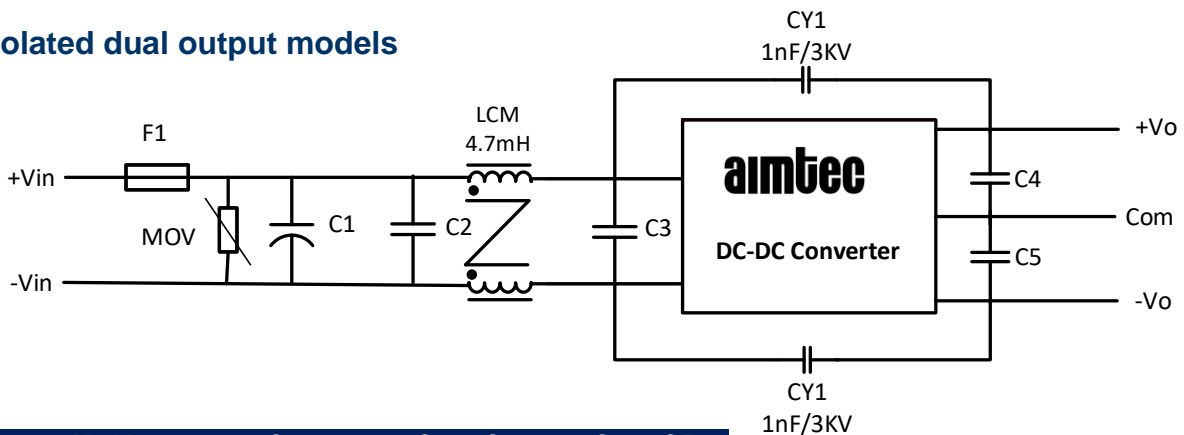 olated dual output models
CY1
1nF/3KV
LCM
4.7mH
F1
+Vin
MOV
C1
C2
C3
aimtec
DC-DC Converter
C4
C5
+Vo
Com
-Vo
-Vin
CY1
1nF/3KV